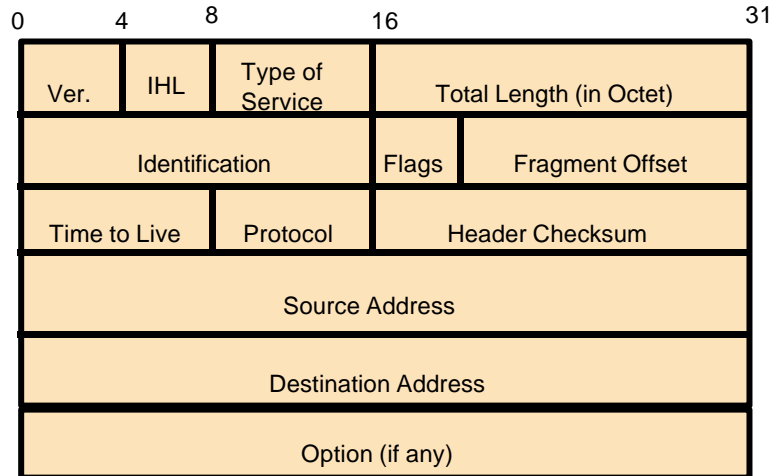 0 4 8 16 31
Ver. IHL Type of
Service Total Length (in Octet)
Identification Flags Fragment Offset
Time to Live Protocol Header Checksum
Source Address
Destination Address
Option (if any)